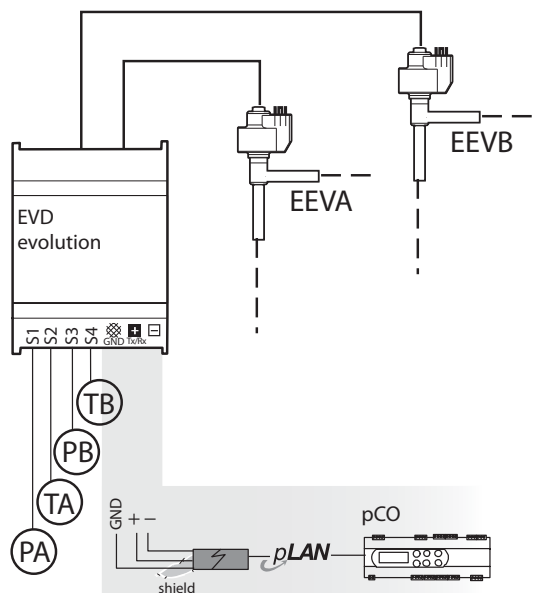 EEVB
EEVA
EVD
evolution
S1
S2
S3
S4
GND
Tx/Rx
TB
PB
TA
PA
GND
+
−
pCO
pLAN
shield